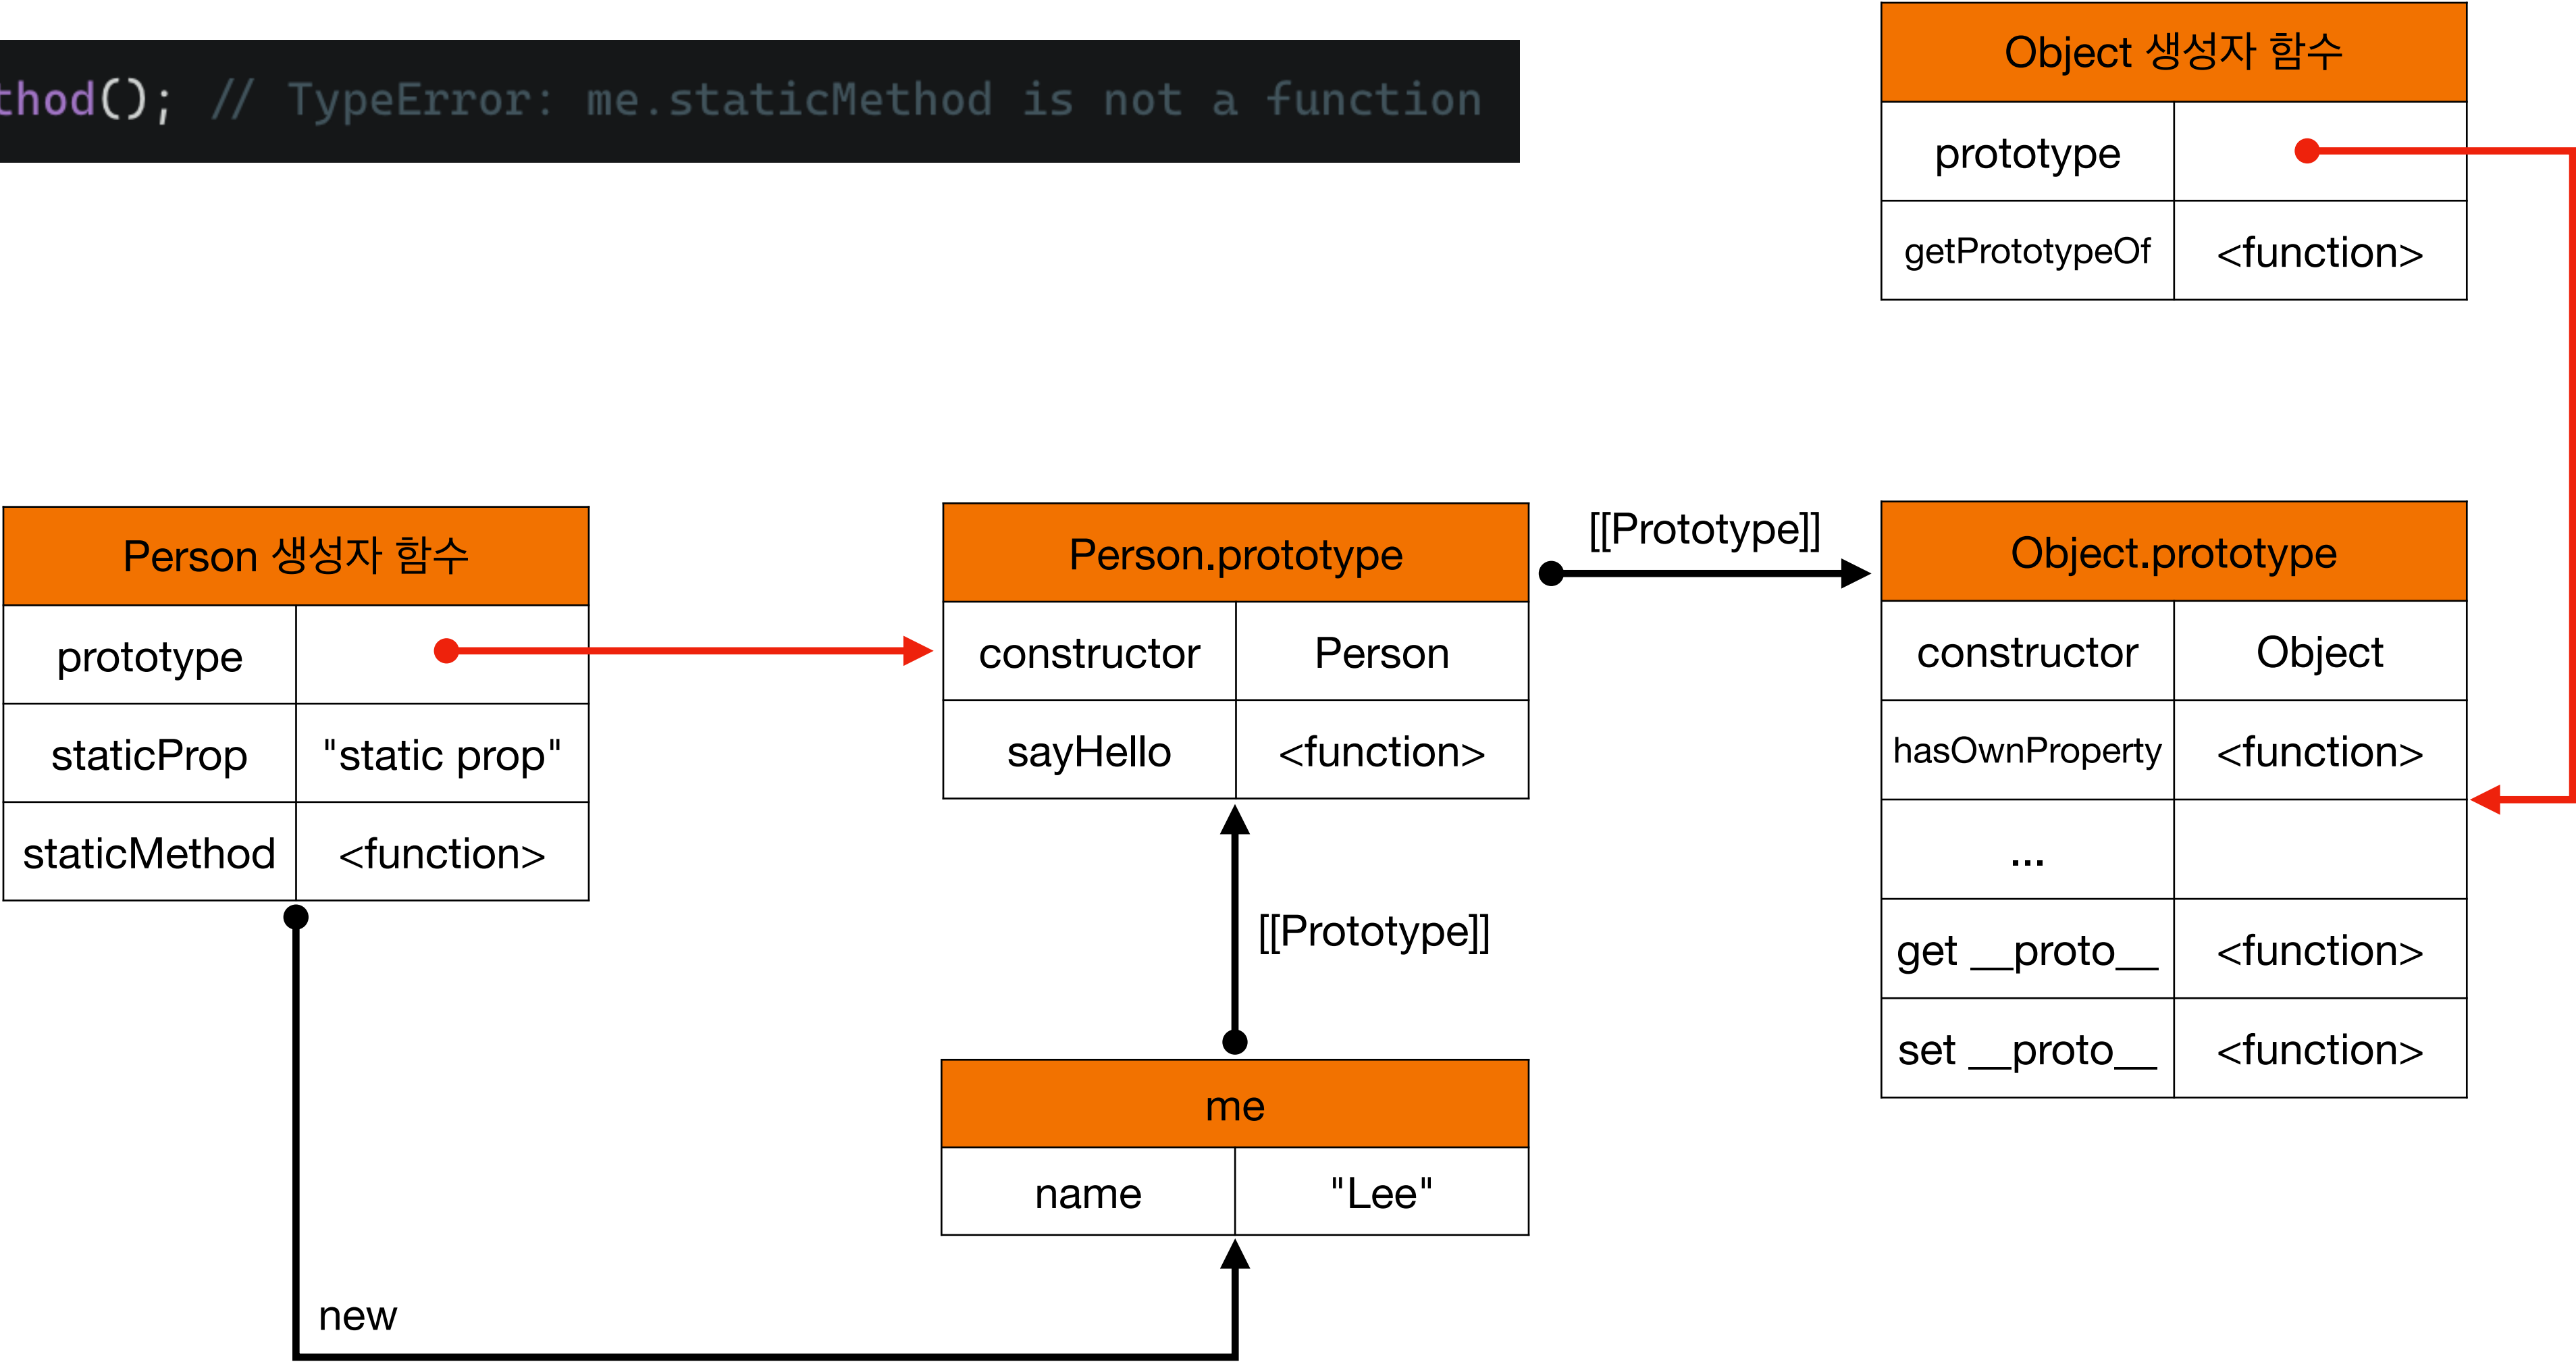 thod(); // TypeError: me.staticMethod is not a function
Object 생성자 함수
prototype
getPrototypeOf <function>
Person 생성자 함수
prototype
staticProp "static prop"
staticMethod <function>
Person.prototype
constructor Person
sayHello <function>
[[Prototype]]
Object.prototype
constructor Object
hasOwnProperty <function>
...
get __proto__ <function>
set __proto__ <function>
[[Prototype]]
me
name "Lee"
new